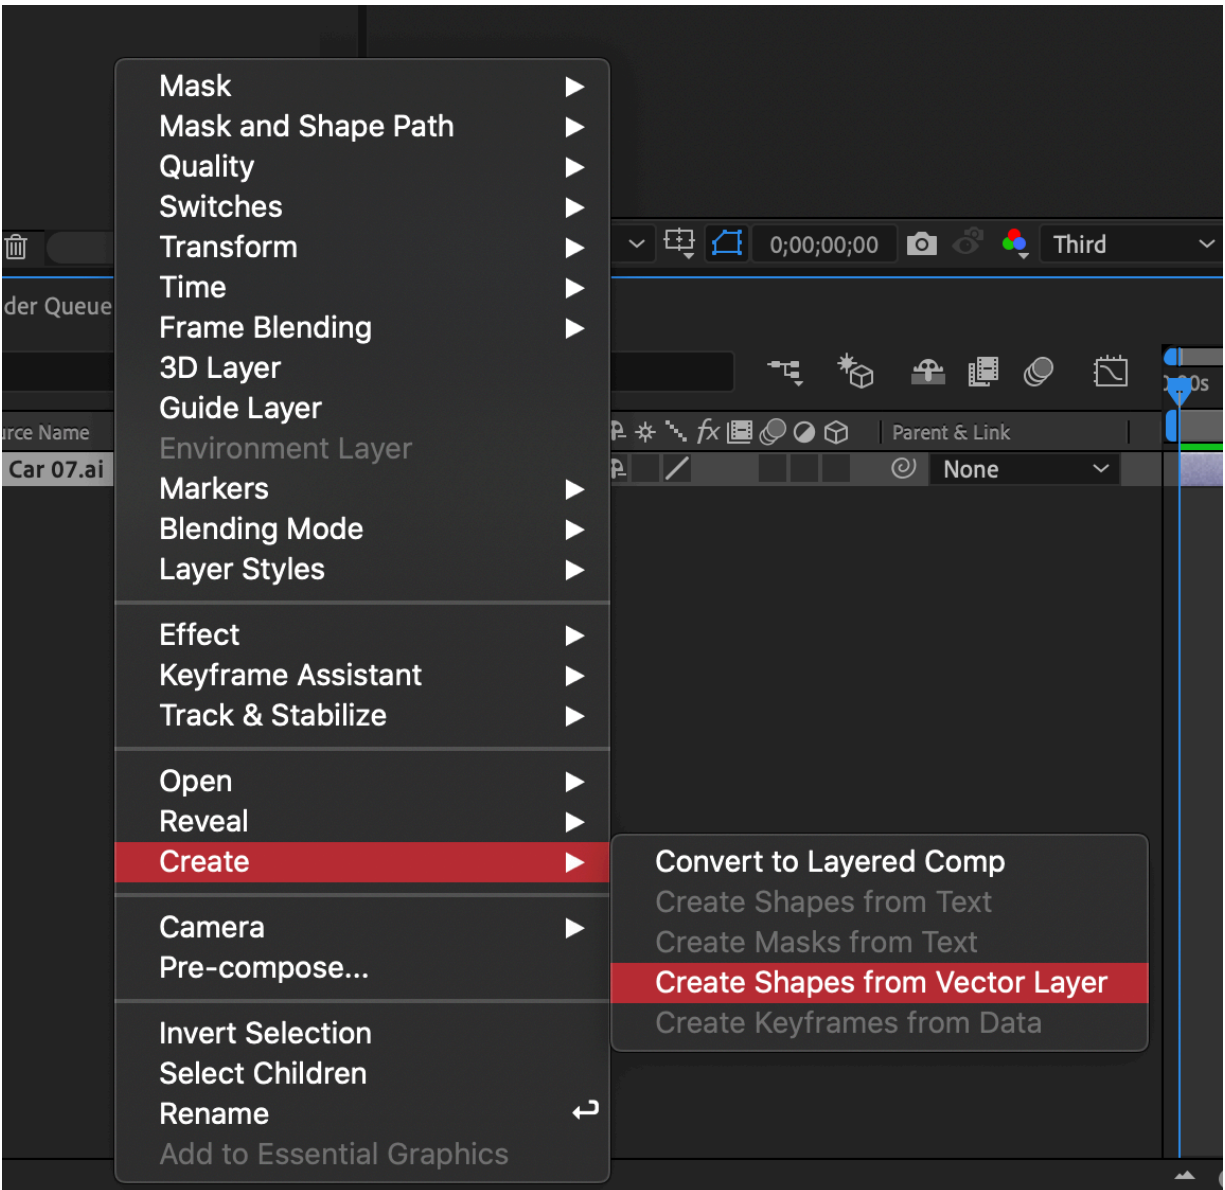 Mask
Mask and Shape Path
Quality
Switches
Transform
Time
Frame Blending
3D Layer
Guide Layer
Environment Layer
Markers
Blending Mode
Layer Styles
Effect
Keyframe Assistant
Track & Stabilize
Open
Reveal
Create
Camera
Pre-compose...
Invert Selection
Select Children
Rename
Add to Essential Graphics
Convert to Layered Comp
Create Shapes from Text
Create Masks from Text
Create Shapes from Vector Layer
Create Keyframes from Data
0;00;00;00
Third
der Queue
urce Name
fx
Parent & Link
Car 07.ai
None